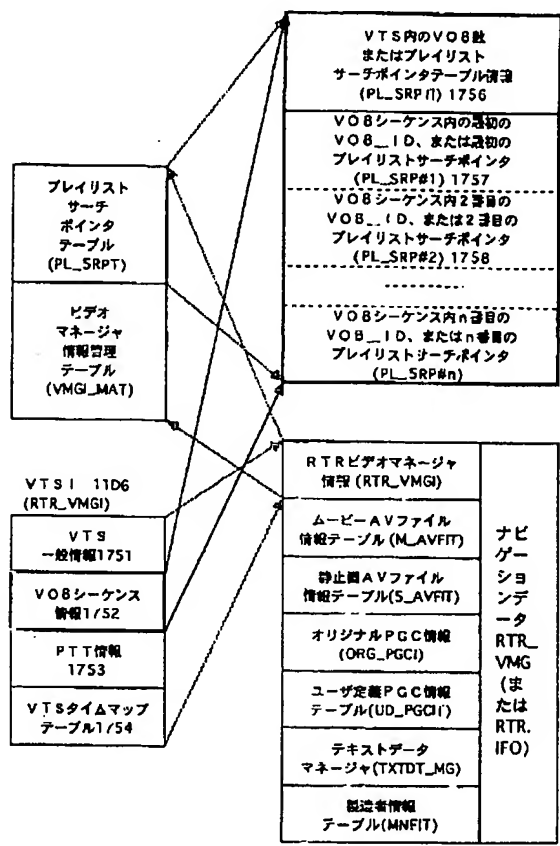 VTS内のVOB数
またはプレイリスト
サーチポインタテーブル情報
(PL_SRPTI) 1756
VOBシーケンス内の最初の
VOB__ID、または最初の
プレイリストサーチポインタ
(PL_SRP#1) 1757
VOBシーケンス内2番目の
VOB__ID、または2番目の
プレイリストサーチポインタ
(PL_SRP#2) 1758
VOBシーケンス内n番目の
VOB__ID、またはn番目の
プレイリストサーチポインタ
(PL_SRP#n)
プレイリスト
サーチ
ポインタ
テーブル
(PL_SRPT)
ビデオ
マネージャ
情報管理
テーブル
(VMGI_MAT)
VTSI 11D6
(RTR_VMGI)
VTS
一般情報1751
VOBシーケンス
情報1752
PTT情報
1753
VTSタイムマップ
テーブル1754
RTRビデオマネージャ
情報 (RTR_VMGI)
ムービーAVファイル
情報テーブル (M_AVFIT)
静止画AVファイル
情報テーブル(S_AVFIT)
オリジナルPGC情報
(ORG_PGCI)
ユーザ定義PGC情報
テーブル(UD_PGCIT)
テキストデータ
マネージャ(TXTDT_MG)
製造者情報
テーブル(MNFIT)
ナビ
ゲー
ショ
ンデ
ータ
RTR_
VMG
(ま
たは
RTR.
IFO)